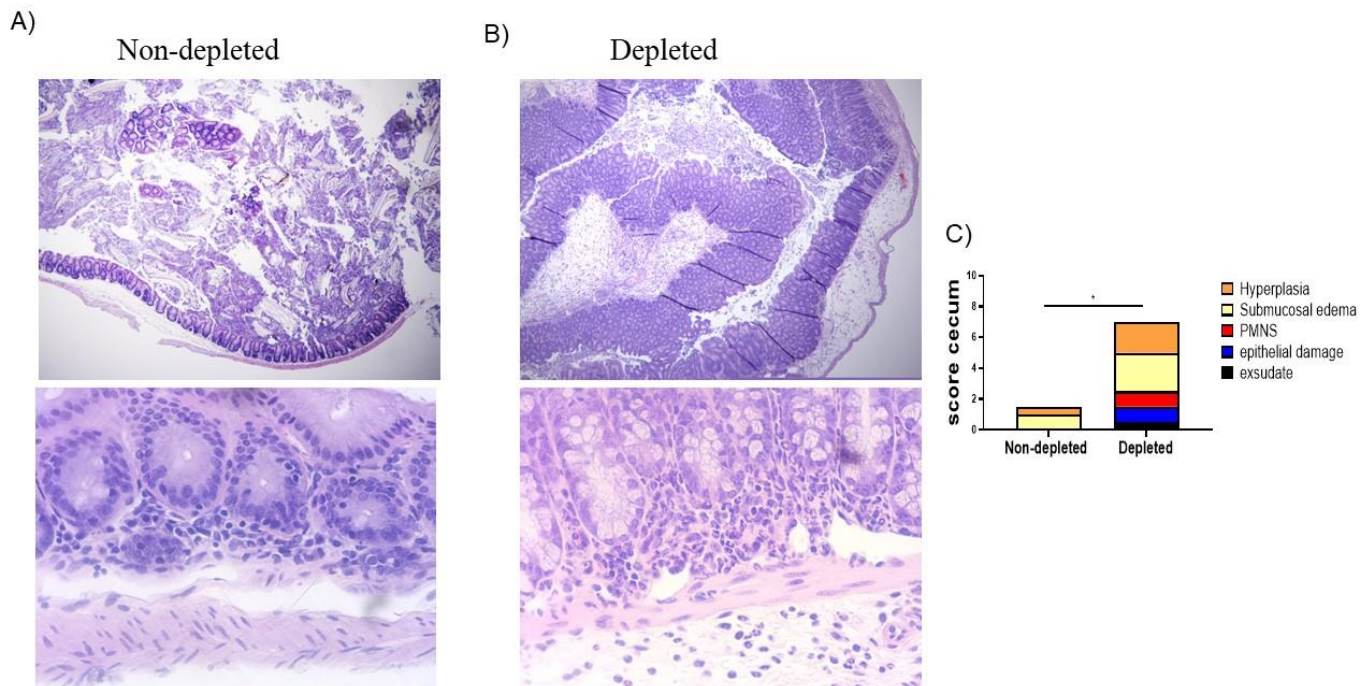 A)
Non-depleted
B)
Depleted
C)
score cecum
10
8
6
4
2
0
*
Non-depleted
Depleted
Hyperplasia
Submucosal edema
PMNS
epithelial damage
exsudate